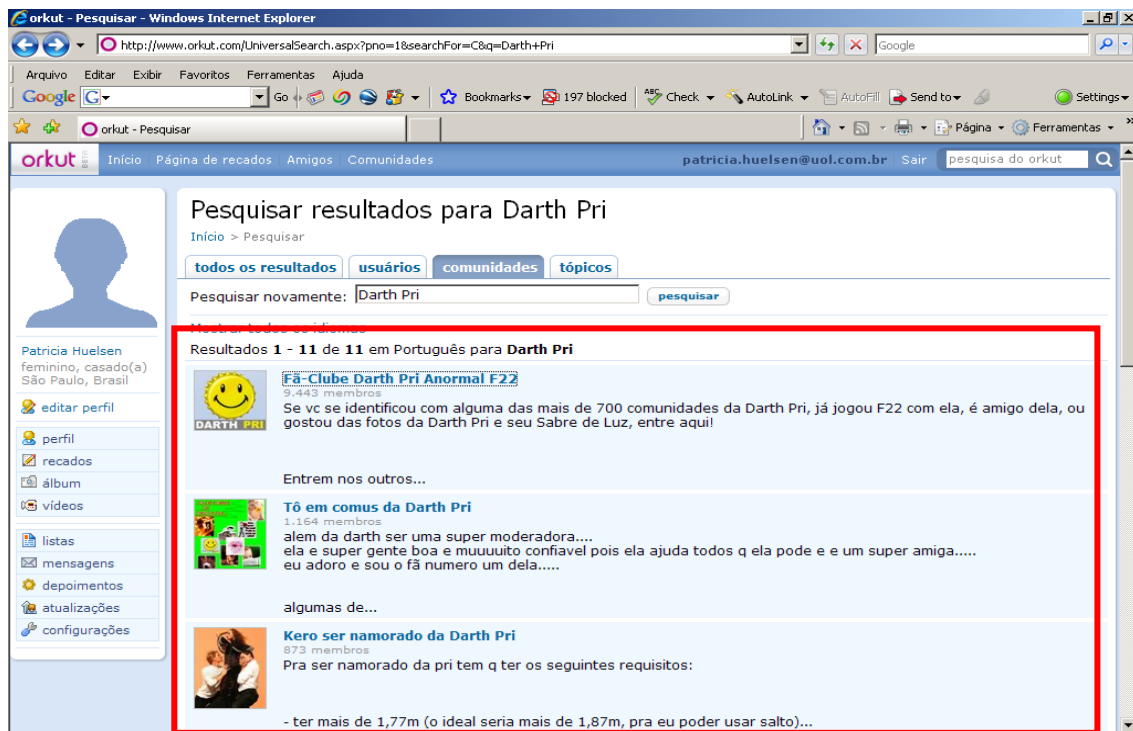 orkut - Pesquisar - Windows Internet Explorer
http://www.orkut.com/UniversalSearch.aspx?pno=1&searchFor=C&q=Darth+Pri
Google
Arquivo Editar Exibir Favoritos Ferramentas Ajuda
Google G Go Bookmarks 197 blocked ABC Check AutoLink AutoFill Send to Settings
orkut - Pesquisar Página Ferramentas »
orkut BETA Início Página de recados Amigos Comunidades patricia.huelsen@uol.com.br Sair pesquisa do orkut
Pesquisar resultados para Darth Pri
Início > Pesquisar
todos os resultados usuários comunidades tópicos
Pesquisar novamente: Darth Pri pesquisar
Mostrar todos os idiomas
Resultados 1 - 11 de 11 em Português para Darth Pri
Patricia Huelsen
feminino, casado(a)
São Paulo, Brasil
editar perfil
perfil
recados
álbum
vídeos
listas
mensagens
depoimentos
atualizações
configurações
DARTH PRI
Fã-Clube Darth Pri Anormal F22
9.443 membros
Se vc se identificou com alguma das mais de 700 comunidades da Darth Pri, já jogou F22 com ela, é amigo dela, ou
gostou das fotos da Darth Pri e seu Sabre de Luz, entre aqui!
Entrem nos outros...
Tô em comus da Darth Pri
1.164 membros
alem da darth ser uma super moderadora....
ela e super gente boa e muuuuito confiavel pois ela ajuda todos q ela pode e e um super amiga.....
eu adoro e sou o fã numero um dela.....
algumas de...
Kero ser namorado da Darth Pri
873 membros
Pra ser namorado da pri tem q ter os seguintes requisitos:
- ter mais de 1,77m (o ideal seria mais de 1,87m, pra eu poder usar salto)...